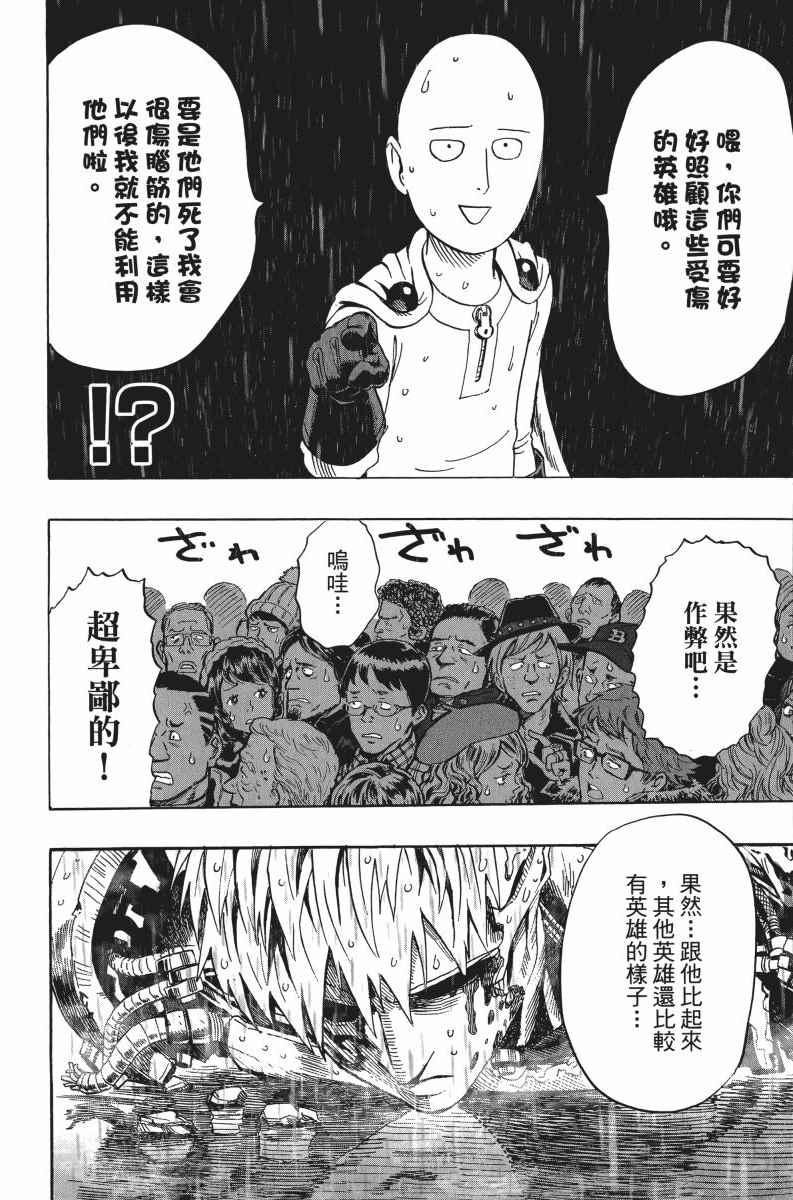 喂，你們可要好
好照顧這些受傷
的英雄哦。
要是他們死了我會
很傷腦筋的，這樣
以後我就不能利用
他們啦。
!?
果然是
作弊吧…
ざわ
ざわ
嗚哇…
ざわ
超卑鄙的！
B
果然…跟他比起來
，其他英雄還比較
有英雄的樣子…